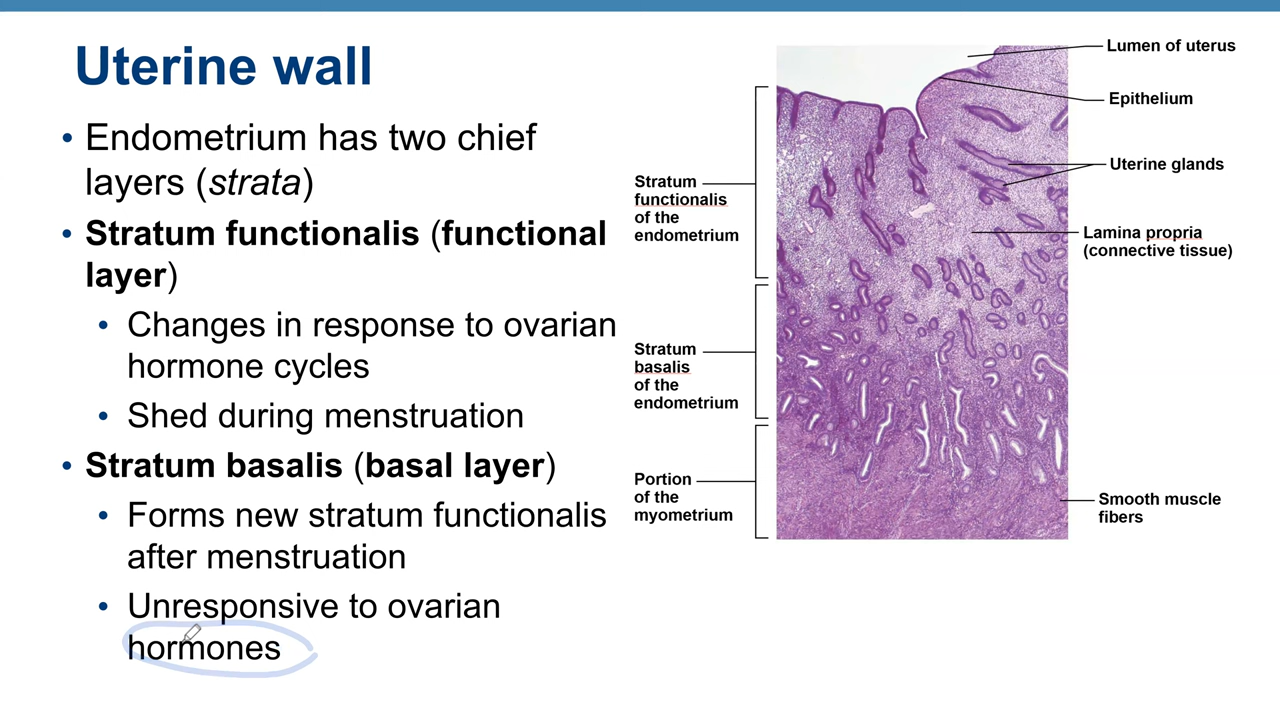 Uterine wall
• Endometrium has two chief
layers (strata)
• Stratum functionalis (functional
layer)
• Changes in response to ovarian
hormone cycles
• Shed during menstruation
• Stratum basalis (basal layer)
• Forms new stratum functionalis
after menstruation
• Unresponsive to ovarian
hormones
Stratum
functionalis
of the
endometrium
Stratum
basalis
of the
endometrium
Portion
of the
myometrium
Lumen of uterus
Epithelium
Uterine glands
Lamina propria
(connective tissue)
Smooth muscle
fibers